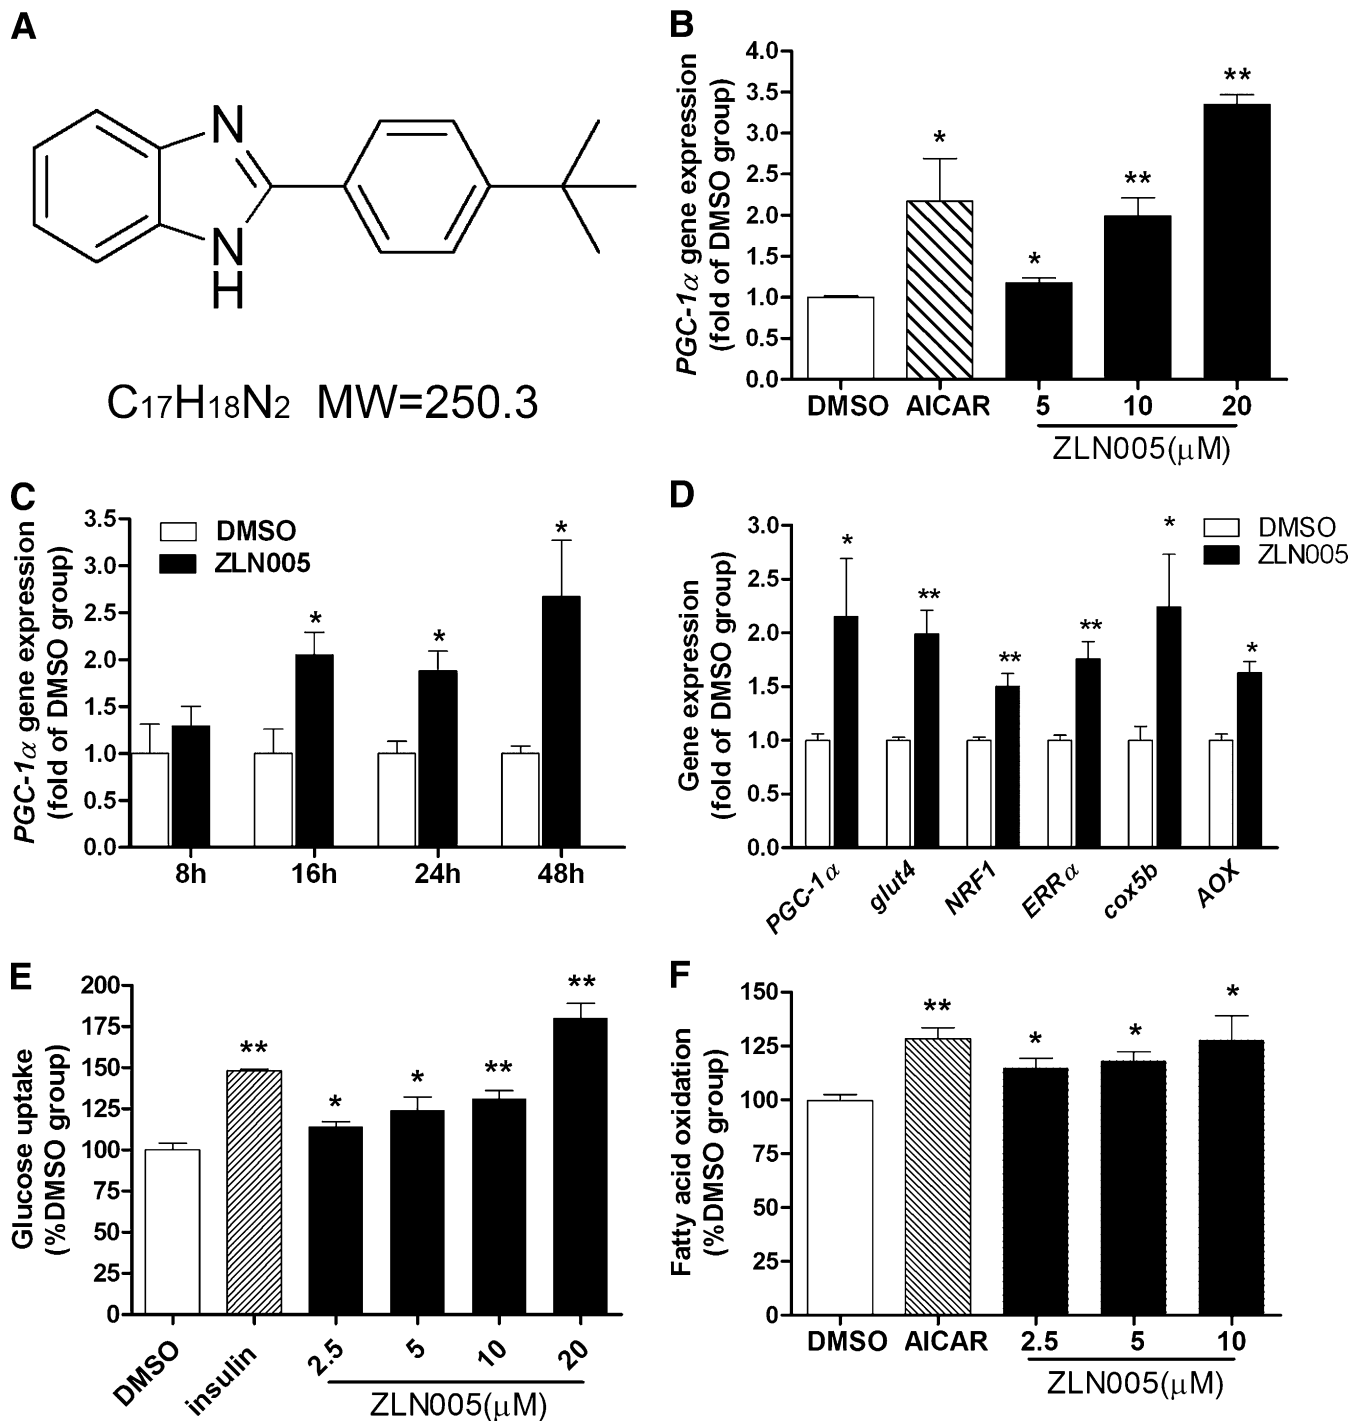 A
N
N
H
C17H18N2 MW=250.3
B
PGC-1α gene expression
(fold of DMSO group)
4.0
3.5
3.0
2.5
2.0
1.5
1.0
0.5
0.0
*
*
**
**
DMSO AICAR 5 10 20
ZLN005(μM)
C
PGC-1α gene expression
(fold of DMSO group)
3.5
3.0
2.5
2.0
1.5
1.0
0.5
0.0
DMSO
ZLN005
*
*
*
8h 16h 24h 48h
D
Gene expression
(fold of DMSO group)
3.0
2.5
2.0
1.5
1.0
0.5
0.0
DMSO
ZLN005
*
**
**
**
*
*
PGC-1α glut4 NRF1 ERRα cox5b AOX
E
Glucose uptake
(%DMSO group)
200
175
150
125
100
75
50
25
0
**
*
*
**
**
DMSO insulin 2.5 5 10 20
ZLN005(μM)
F
Fatty acid oxidation
(%DMSO group)
150
125
100
75
50
25
0
**
*
*
*
DMSO AICAR 2.5 5 10
ZLN005(μM)